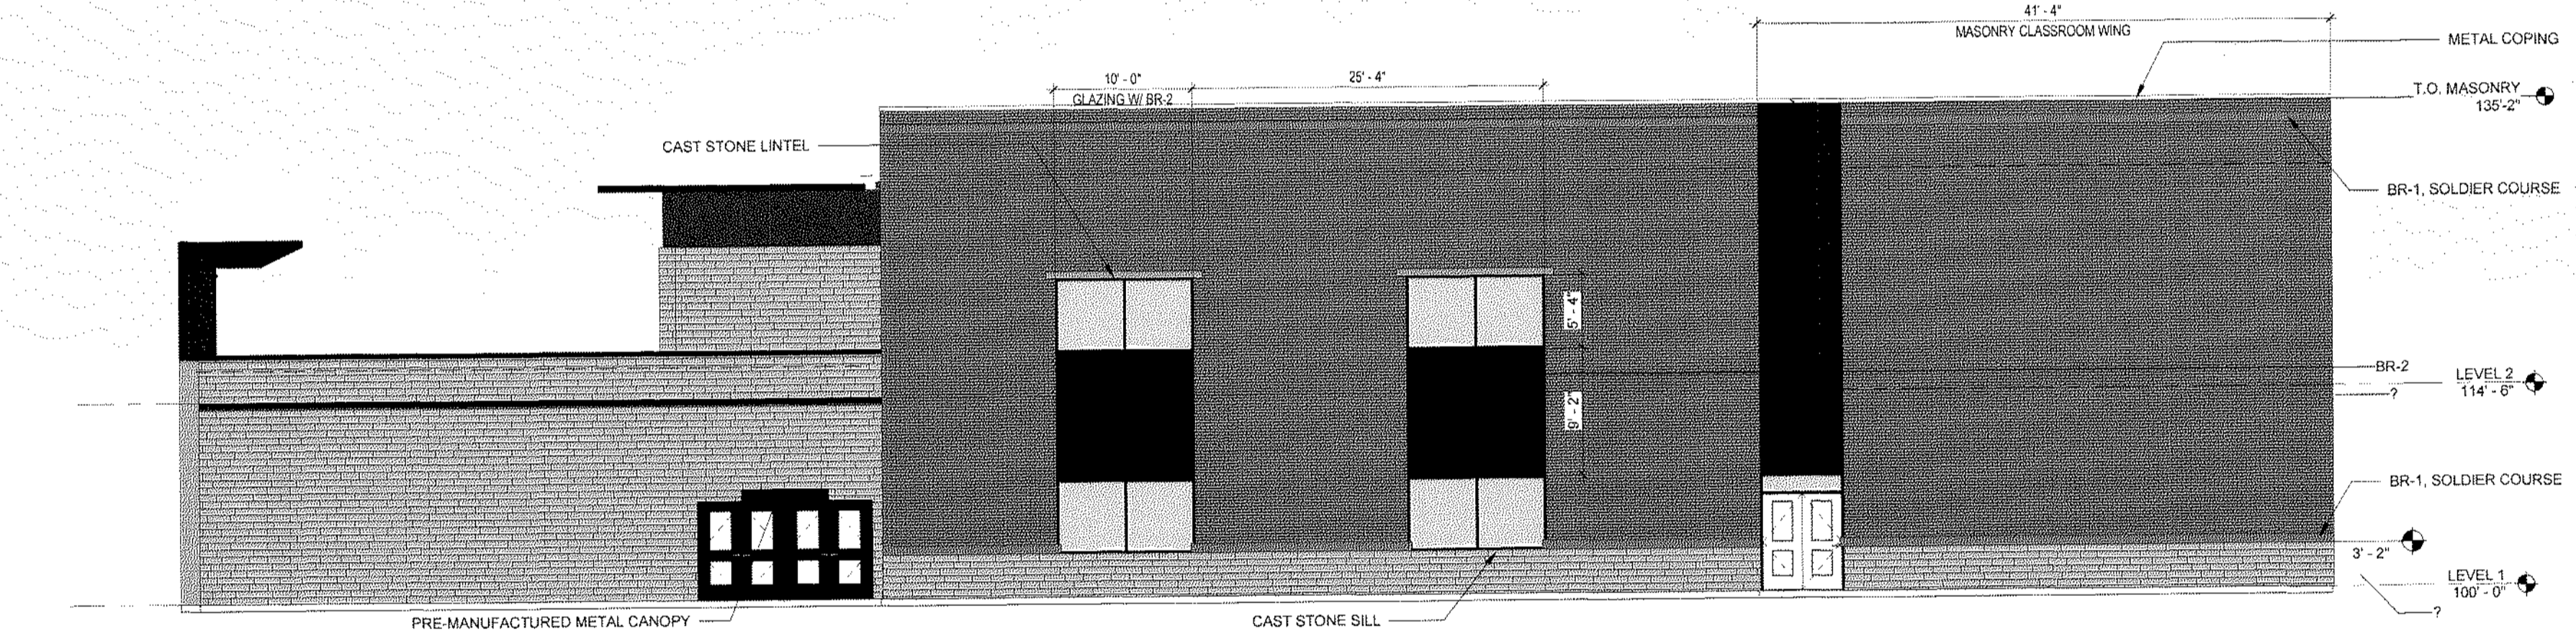 41' - 4"
MASONRY CLASSROOM WING
METAL COPING
10' - 0"
25' - 4"
GLAZING W/ BR-2
T.O. MASONRY
135'-2"
CAST STONE LINTEL
BR-1, SOLDIER COURSE
5' - 4"
BR-2
LEVEL 2
114' - 6"
?
9' - 2"
BR-1, SOLDIER COURSE
3' - 2"
LEVEL 1
100' - 0"
?
PRE-MANUFACTURED METAL CANOPY
CAST STONE SILL